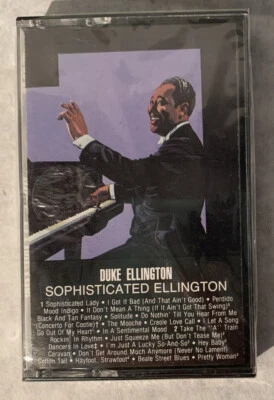 DUKE ELLINGTON
SOPHISTICATED ELLINGTON
1 Sophisticated Lady • I Got It Bad (And That Ain't Good) • Perdido
Mood Indigo • It Don't Mean A Thing (If It Ain't Got That Swing)
Black And Tan Fantasy • Solitude • Do Nothin' Till You Hear From Me
(Concerto For Cootie)† • The Mooche • Creole Love Call • I Let A Song
Go Out Of My Heart* • In A Sentimental Mood 2 Take The "A" Train
Rockin' In Rhythm • Just Squeeze Me (But Don't Tease Me)
Dancers In Love‡ • I'm Just A Lucky So-And-So† • Hey Baby
Caravan • Don't Get Around Much Anymore (Never No Lament)
Cotton Tail • Hayfoot, Strawfoot • Beale Street Blues • Pretty Woman